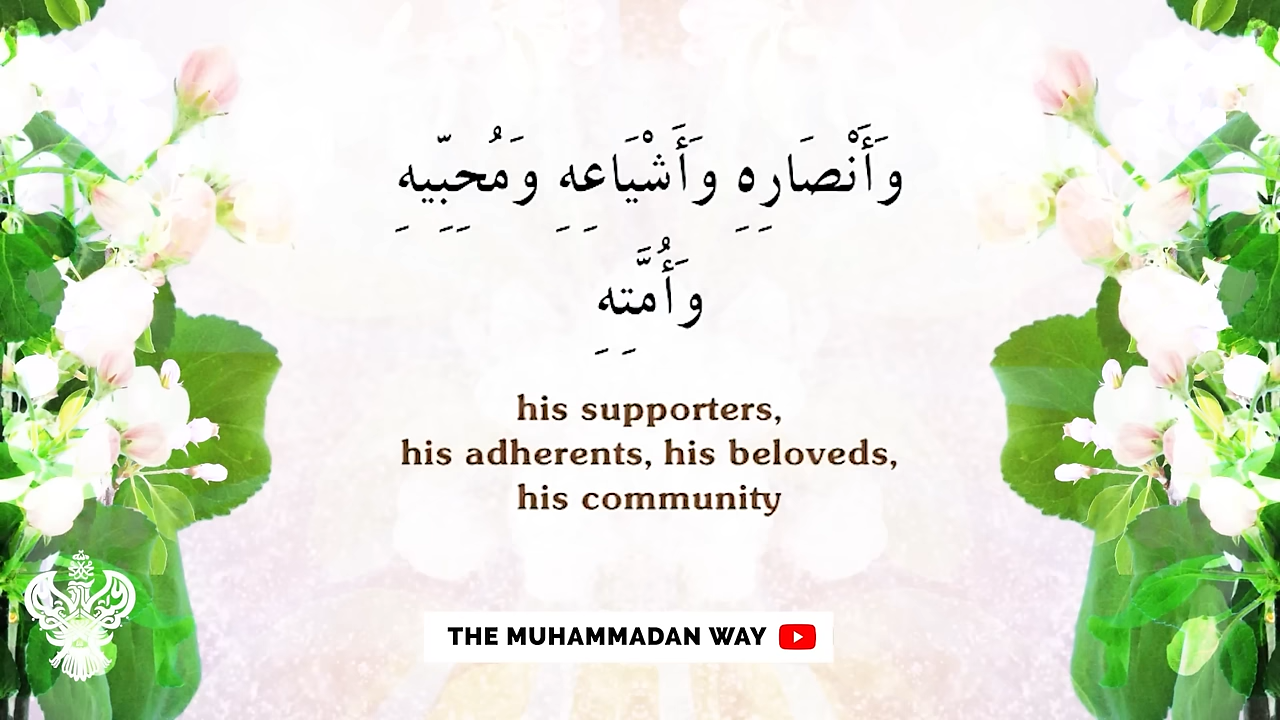 وَأَنْصَارِهِ وَأَشْيَاعِهِ وَمُحِبِّيهِ
وَأُمَّتِهِ
his supporters,
his adherents, his beloveds,
his community
THE MUHAMMADAN WAY